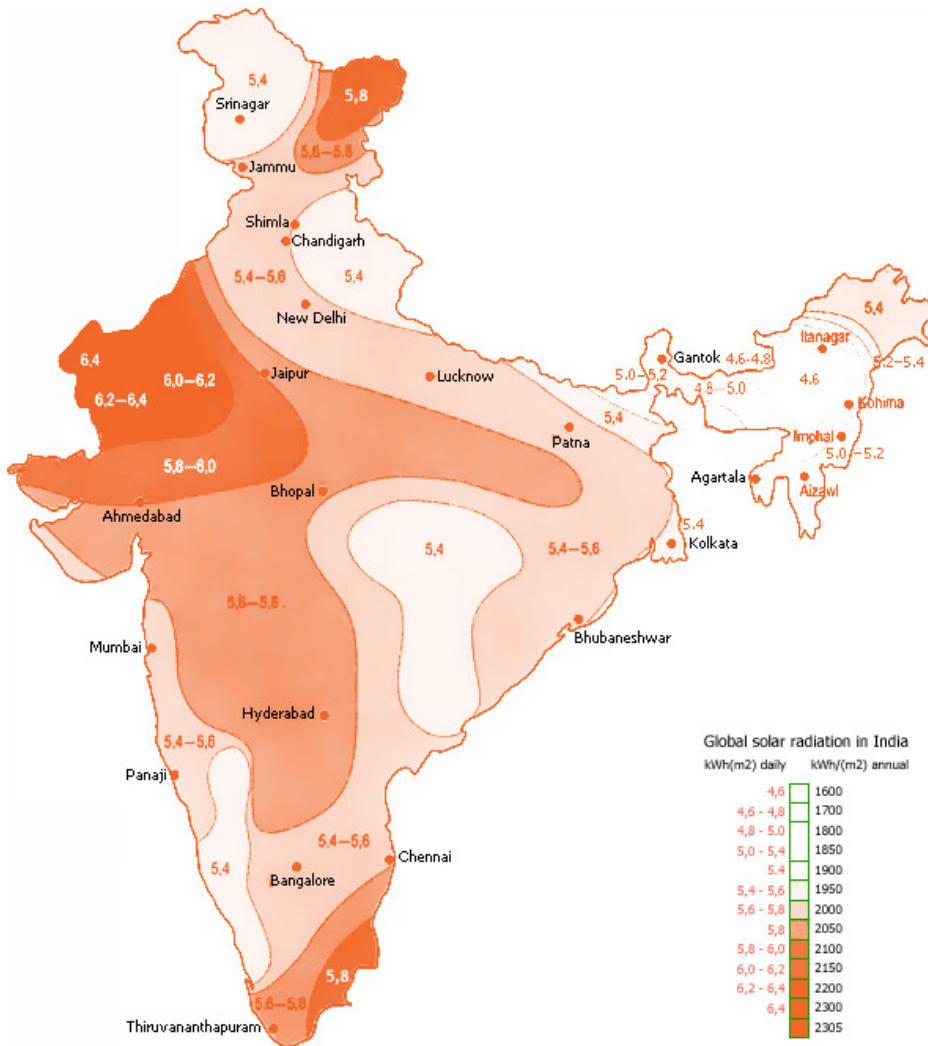 5,4
Srinagar
5,8
5,6–5,8
Jammu
Shimla
Chandigarh
5,4–5,6
5,4
New Delhi
5,4
Itanagar
6,4
Gantok
4.6-4.8
5.2–5.4
6,0–6,2
Jaipur
Lucknow
5.0–5.2
4.8–5.0
4.6
6,2–6,4
Kohima
5,4
Patna
Imphal
5,8–6,0
5.0–5.2
Bhopal
Agartala
Aizawl
Ahmedabad
5.4
5,4
5,4–5,6
Kolkata
5,6–5,8
Bhubaneshwar
Mumbai
Hyderabad
5,4–5,6
Panaji
5,4–5,6
Chennai
5,4
Bangalore
5,8
5,6–5,8
Thiruvananthapuram
Global solar radiation in India
kWh(m2) daily kWh/(m2) annual
4,6 1600
4,6 - 4,8 1700
4,8 - 5.0 1800
5,0 - 5,4 1850
5.4 1900
5,4 - 5,6 1950
5,6 - 5,8 2000
5,8 2050
5,8 - 6,0 2100
6,0 - 6,2 2150
6,2 - 6,4 2200
6,4 2300
2305